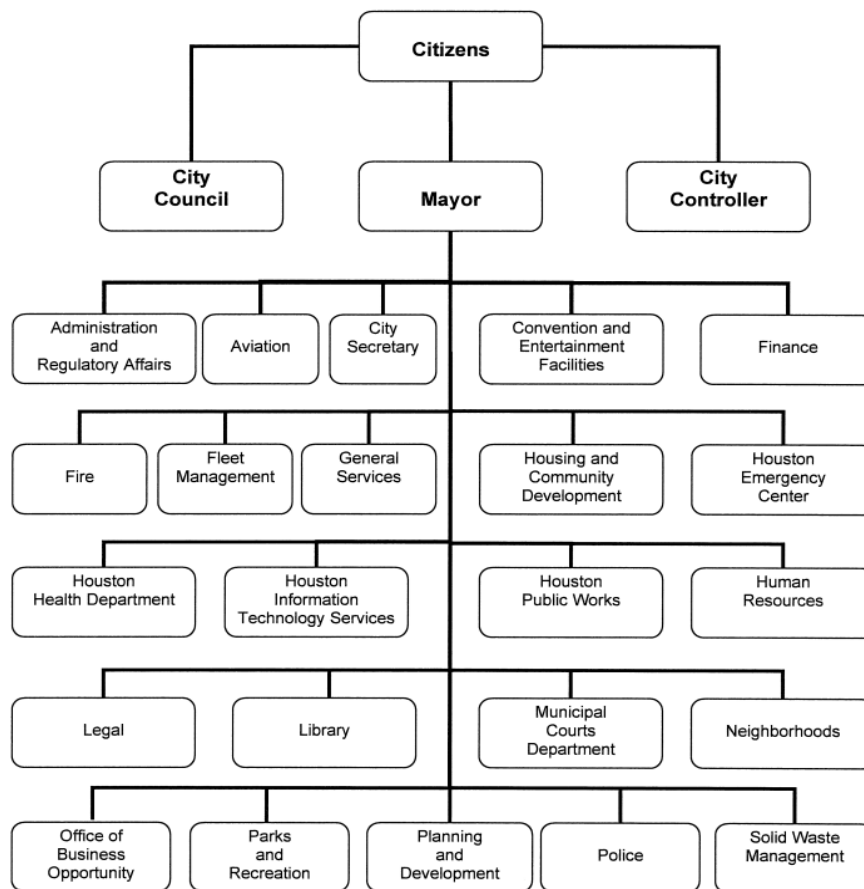 Citizens
City
Council
Mayor
City
Controller
Administration
and
Regulatory Affairs
Aviation
City
Secretary
Convention and
Entertainment
Facilities
Finance
Fire
Fleet
Management
General
Services
Housing and
Community
Development
Houston
Emergency
Center
Houston
Health Department
Houston
Information
Technology Services
Houston
Public Works
Human
Resources
Legal
Library
Municipal
Courts
Department
Neighborhoods
Office of
Business
Opportunity
Parks
and
Recreation
Planning
and
Development
Police
Solid Waste
Management